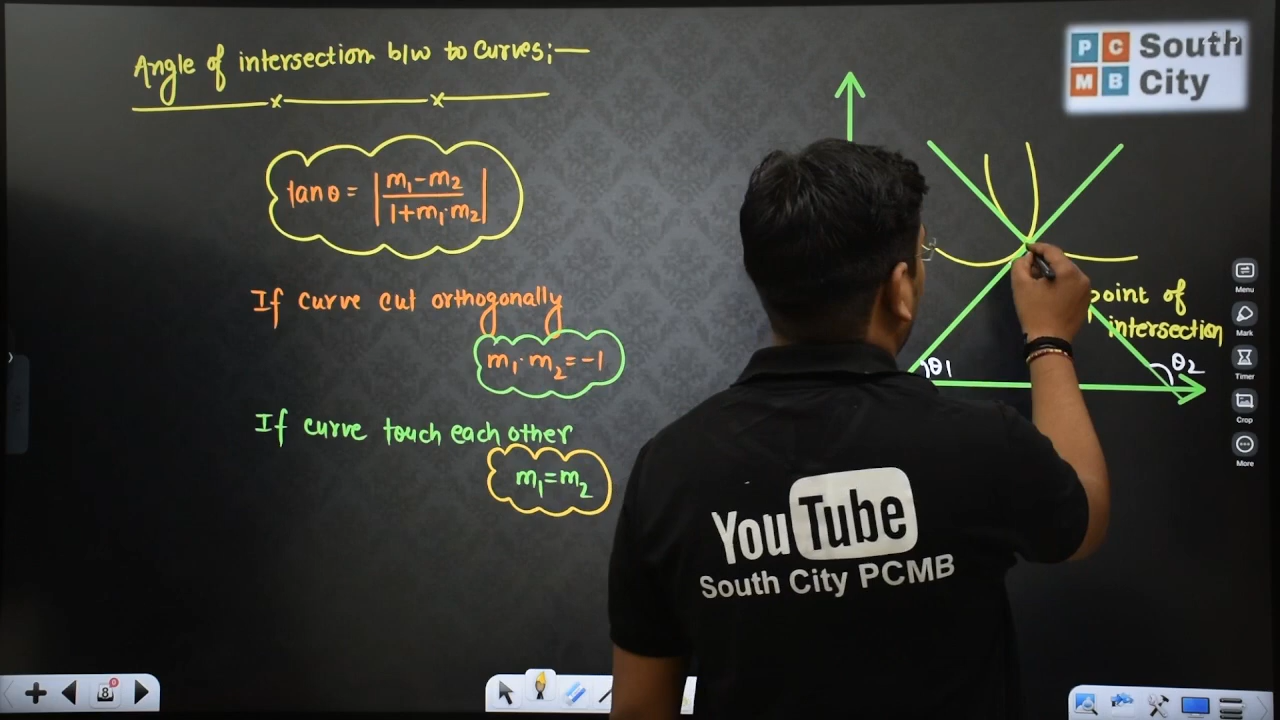 Angle of intersection b/w to curves;—
tanθ = |m₁-m₂ / 1+m₁·m₂|
If curve cut orthogonally
m₁·m₂=-1
If curve touch each other
m₁=m₂
point of
intersection
θ1
θ2
P C
M B
South
City
Menu
Mark
Timer
Crop
More
8
YouTube
South City PCMB